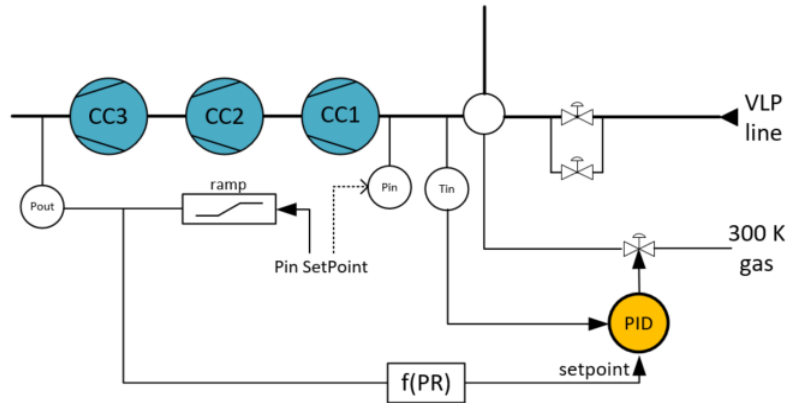 CC3
CC2
CC1
VLP
line
Pout
ramp
Pin
Tin
Pin SetPoint
300 K
gas
PID
setpoint
f(PR)